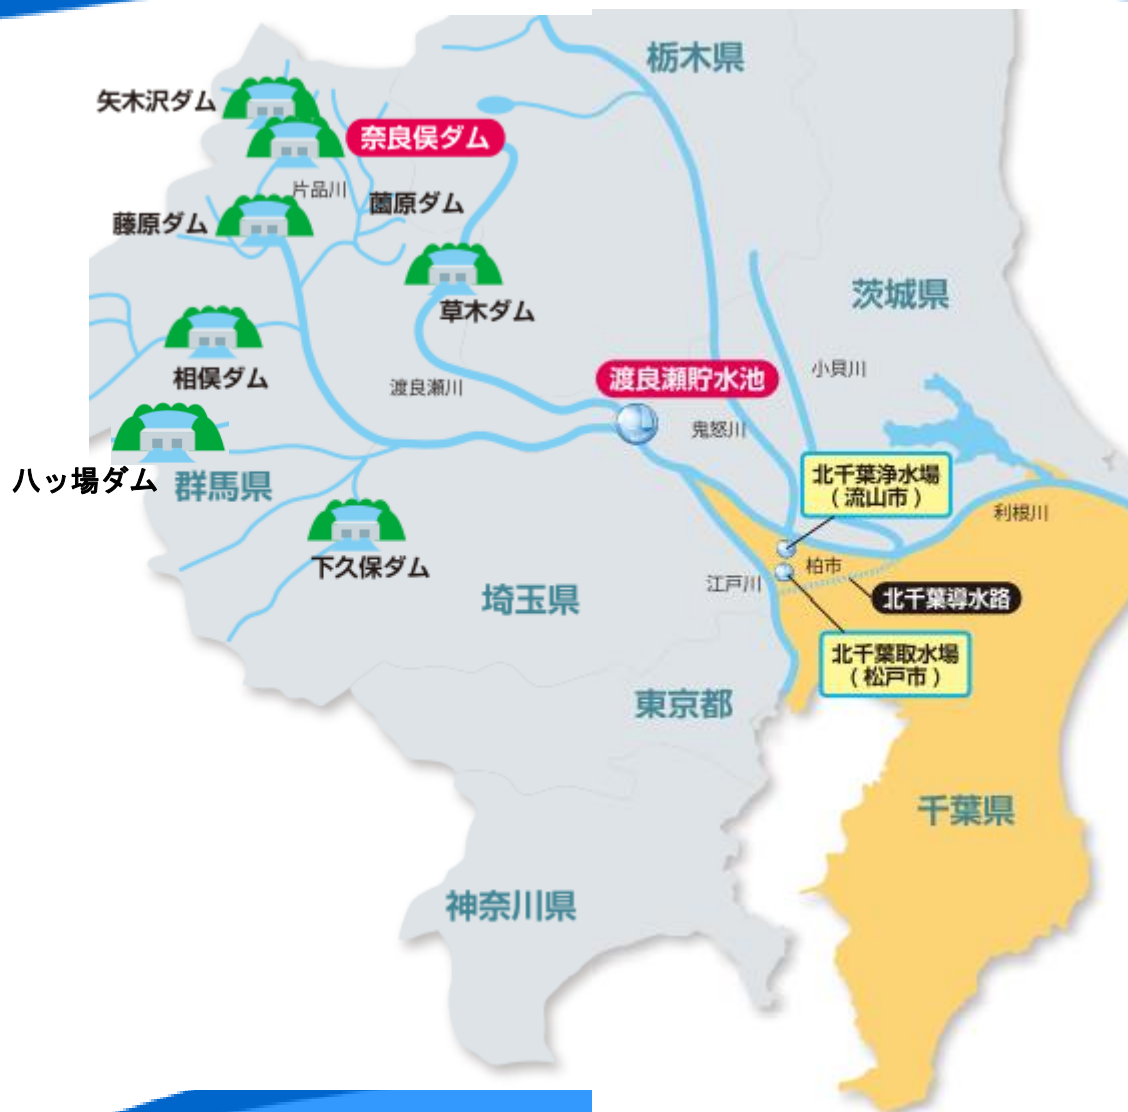 栃木県
矢木沢ダム
奈良俣ダム
片品川
薗原ダム
藤原ダム
草木ダム
茨城県
相俣ダム
渡良瀬川
渡良瀬貯水池
小貝川
鬼怒川
八ッ場ダム
群馬県
北千葉浄水場
（流山市）
利根川
下久保ダム
柏市
江戸川
埼玉県
北千葉導水路
北千葉取水場
（松戸市）
東京都
千葉県
神奈川県